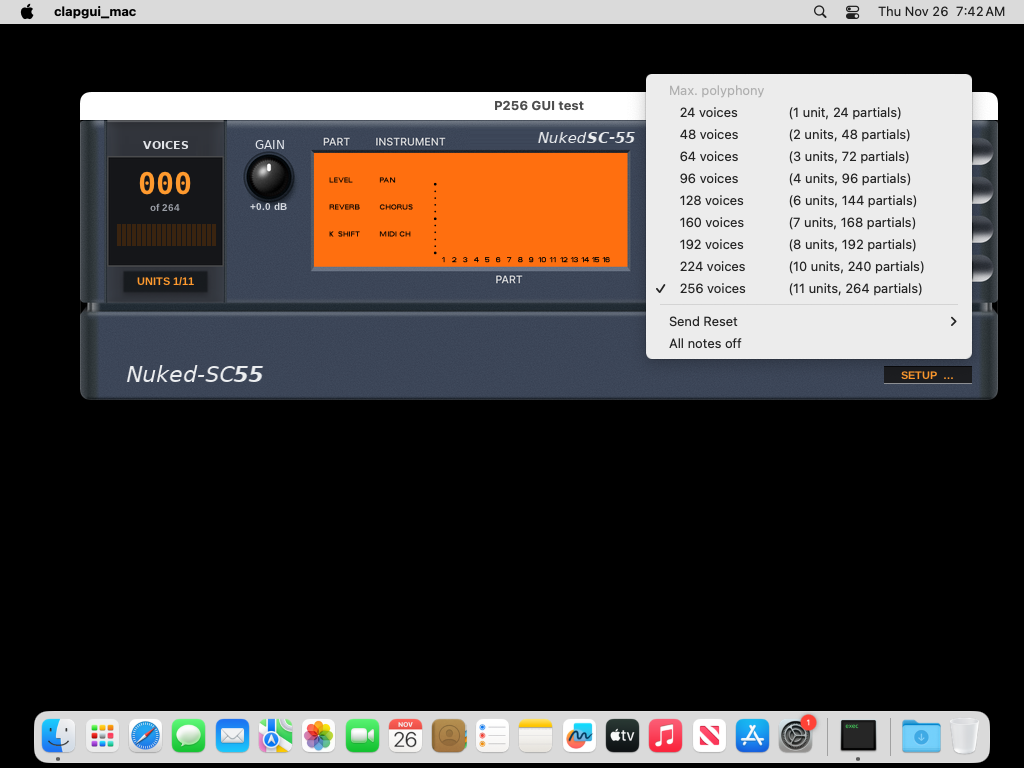 clapgui_mac
Thu Nov 26 7:42 AM
P256 GUI test
VOICES
000
of 264
UNITS 1/11
GAIN
+0.0 dB
PART INSTRUMENT
NukedSC-55
LEVEL PAN
REVERB CHORUS
K SHIFT MIDI CH
1 2 3 4 5 6 7 8 9 10 11 12 13 14 15 16
PART
Max. polyphony
24 voices (1 unit, 24 partials)
48 voices (2 units, 48 partials)
64 voices (3 units, 72 partials)
96 voices (4 units, 96 partials)
128 voices (6 units, 144 partials)
160 voices (7 units, 168 partials)
192 voices (8 units, 192 partials)
224 voices (10 units, 240 partials)
256 voices (11 units, 264 partials)
Send Reset
All notes off
Nuked-SC55
SETUP ...
NOV
26
tv
1